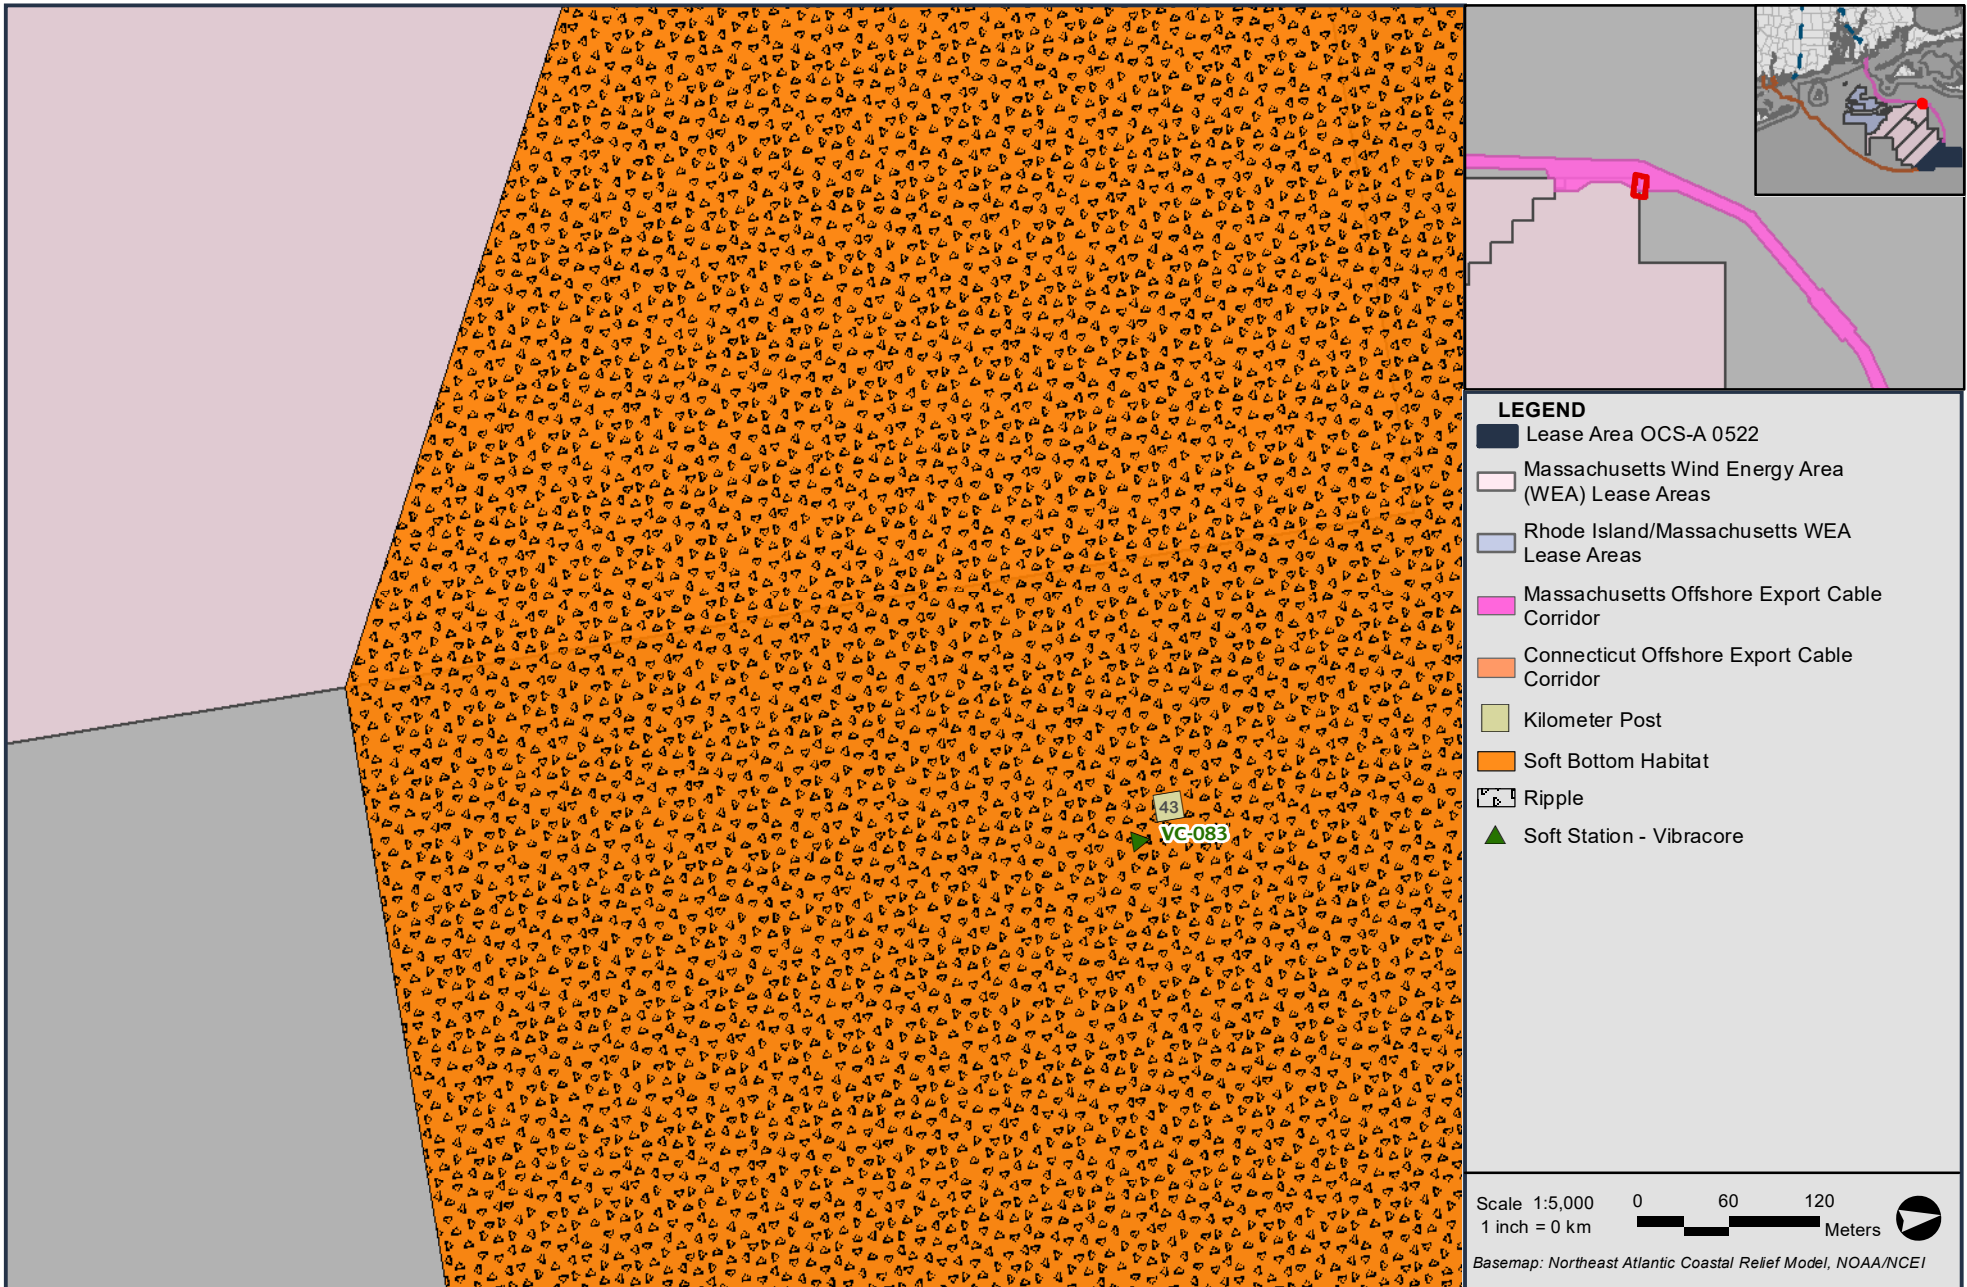 43
VC-083
LEGEND
Lease Area OCS-A 0522
Massachusetts Wind Energy Area
(WEA) Lease Areas
Rhode Island/Massachusetts WEA
Lease Areas
Massachusetts Offshore Export Cable
Corridor
Connecticut Offshore Export Cable
Corridor
Kilometer Post
Soft Bottom Habitat
Ripple
Soft Station - Vibracore
Scale 1:5,000
1 inch = 0 km
0 60 120
Meters
Basemap: Northeast Atlantic Coastal Relief Model, NOAA/NCEI